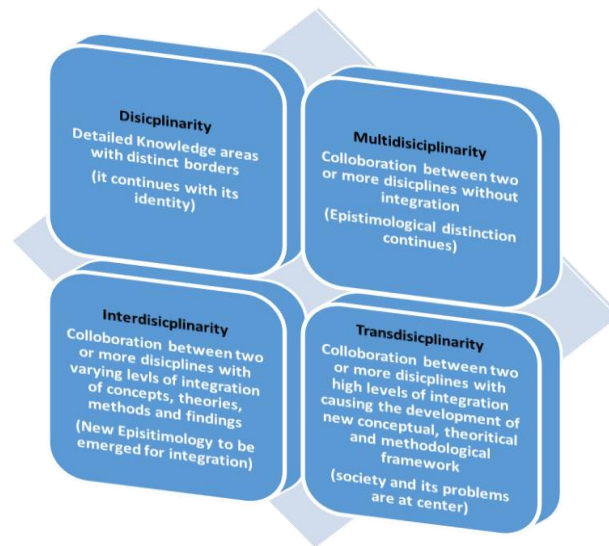 Disicplinarity
Detailed Knowledge areas
with distinct borders
(it continues with its
identity)
Multidisiciplinarity
Colloboration between two
or more disicplines without
integration
(Epistimological distinction
continues)
Interdisicplinarity
Colloboration between two
or more disicplines with
varying levls of integration
of concepts, theories,
methods and findings
(New Episitimology to be
emerged for integration)
Transdisicplinarity
Colloboration between two
or more disicplines with
high levels of integration
causing the development of
new conceptual, theoritical
and methodological
framework
(society and its problems
are at center)